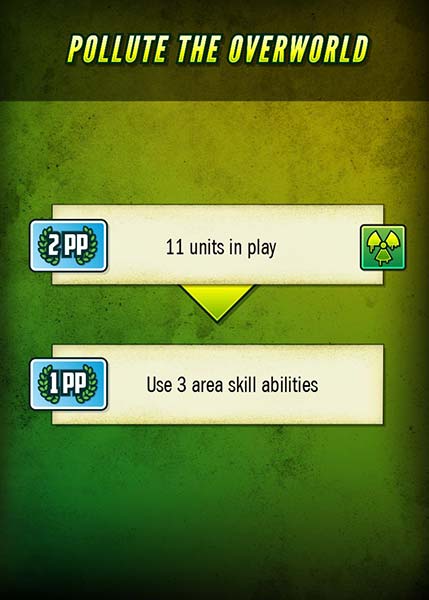 POLLUTE THE OVERWORLD
2 PP
11 units in play
1 PP
Use 3 area skill abilities